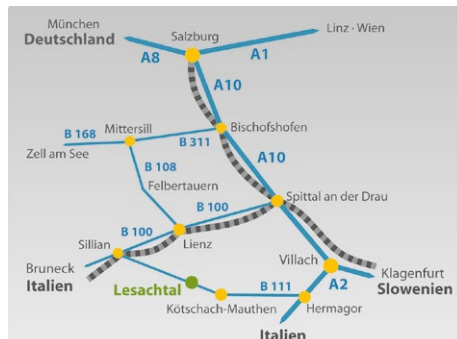 München
Deutschland
Salzburg
Linz · Wien
A8
A1
A10
B 168
Mittersill
Bischofshofen
B 311
Zell am See
A10
B 108
Felbertauern
Spittal an der Drau
B 100
B 100
Sillian
Lienz
Villach
Bruneck
Italien
Klagenfurt
Slowenien
A2
Lesachtal
B 111
Kötschach-Mauthen
Hermagor
Italien